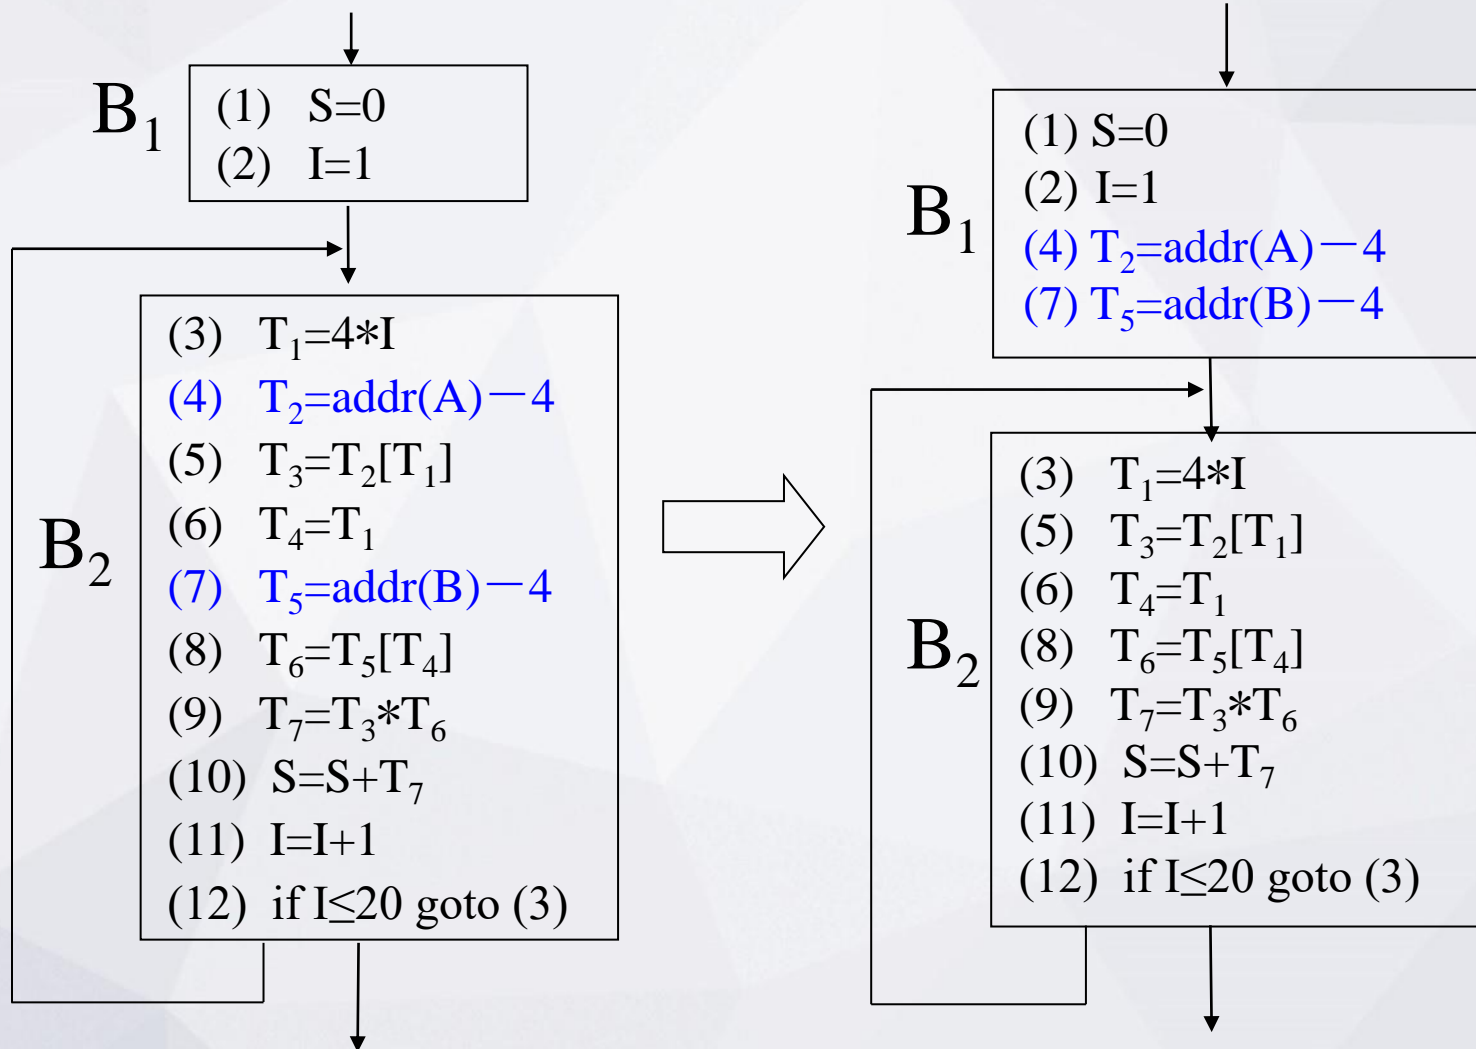 B₁
(1) S=0
(2) I=1
B₂
(3) T₁=4*I
(4) T₂=addr(A)－4
(5) T₃=T₂[T₁]
(6) T₄=T₁
(7) T₅=addr(B)－4
(8) T₆=T₅[T₄]
(9) T₇=T₃*T₆
(10) S=S+T₇
(11) I=I+1
(12) if I≤20 goto (3)
B₁
(1) S=0
(2) I=1
(4) T₂=addr(A)－4
(7) T₅=addr(B)－4
B₂
(3) T₁=4*I
(5) T₃=T₂[T₁]
(6) T₄=T₁
(8) T₆=T₅[T₄]
(9) T₇=T₃*T₆
(10) S=S+T₇
(11) I=I+1
(12) if I≤20 goto (3)